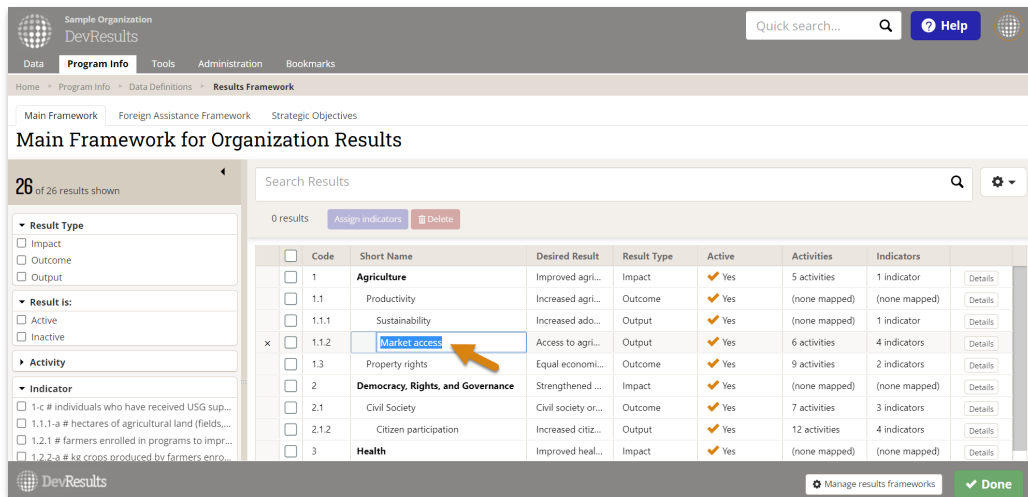 Sample Organization
DevResults
Quick search...
? Help
Data Program Info Tools Administration Bookmarks
Home Program Info Data Definitions Results Framework
Main Framework Foreign Assistance Framework Strategic Objectives
Main Framework for Organization Results
26 of 26 results shown
Search Results
0 results Assign indicators Delete
Result Type
Impact
Outcome
Output
Result is:
Active
Inactive
Activity
Indicator
1-c # individuals who have received USG sup...
1.1.1-a # hectares of agricultural land (fields,...
1.2.1 # farmers enrolled in programs to impr...
1.2.2-a # kg crops produced by farmers enro...
Code Short Name Desired Result Result Type Active Activities Indicators
1 Agriculture Improved agri... Impact Yes 5 activities 1 indicator Details
1.1 Productivity Increased agri... Outcome Yes (none mapped) (none mapped) Details
1.1.1 Sustainability Increased ado... Output Yes (none mapped) 1 indicator Details
x 1.1.2 Market access Access to agri... Output Yes 6 activities 4 indicators Details
1.3 Property rights Equal economi... Outcome Yes 9 activities 2 indicators Details
2 Democracy, Rights, and Governance Strengthened ... Impact Yes (none mapped) (none mapped) Details
2.1 Civil Society Civil society or... Outcome Yes 7 activities 3 indicators Details
2.1.2 Citizen participation Increased citiz... Output Yes 12 activities 4 indicators Details
3 Health Improved heal... Impact Yes (none mapped) (none mapped) Details
DevResults
Manage results frameworks
Done